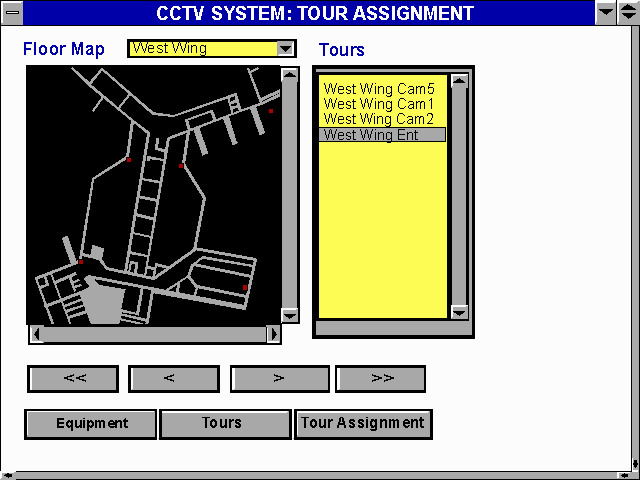 CCTV SYSTEM: TOUR ASSIGNMENT
Floor Map West Wing Tours
West Wing Cam5
West Wing Cam1
West Wing Cam2
West Wing Ent
<< < > >>
Equipment Tours Tour Assignment